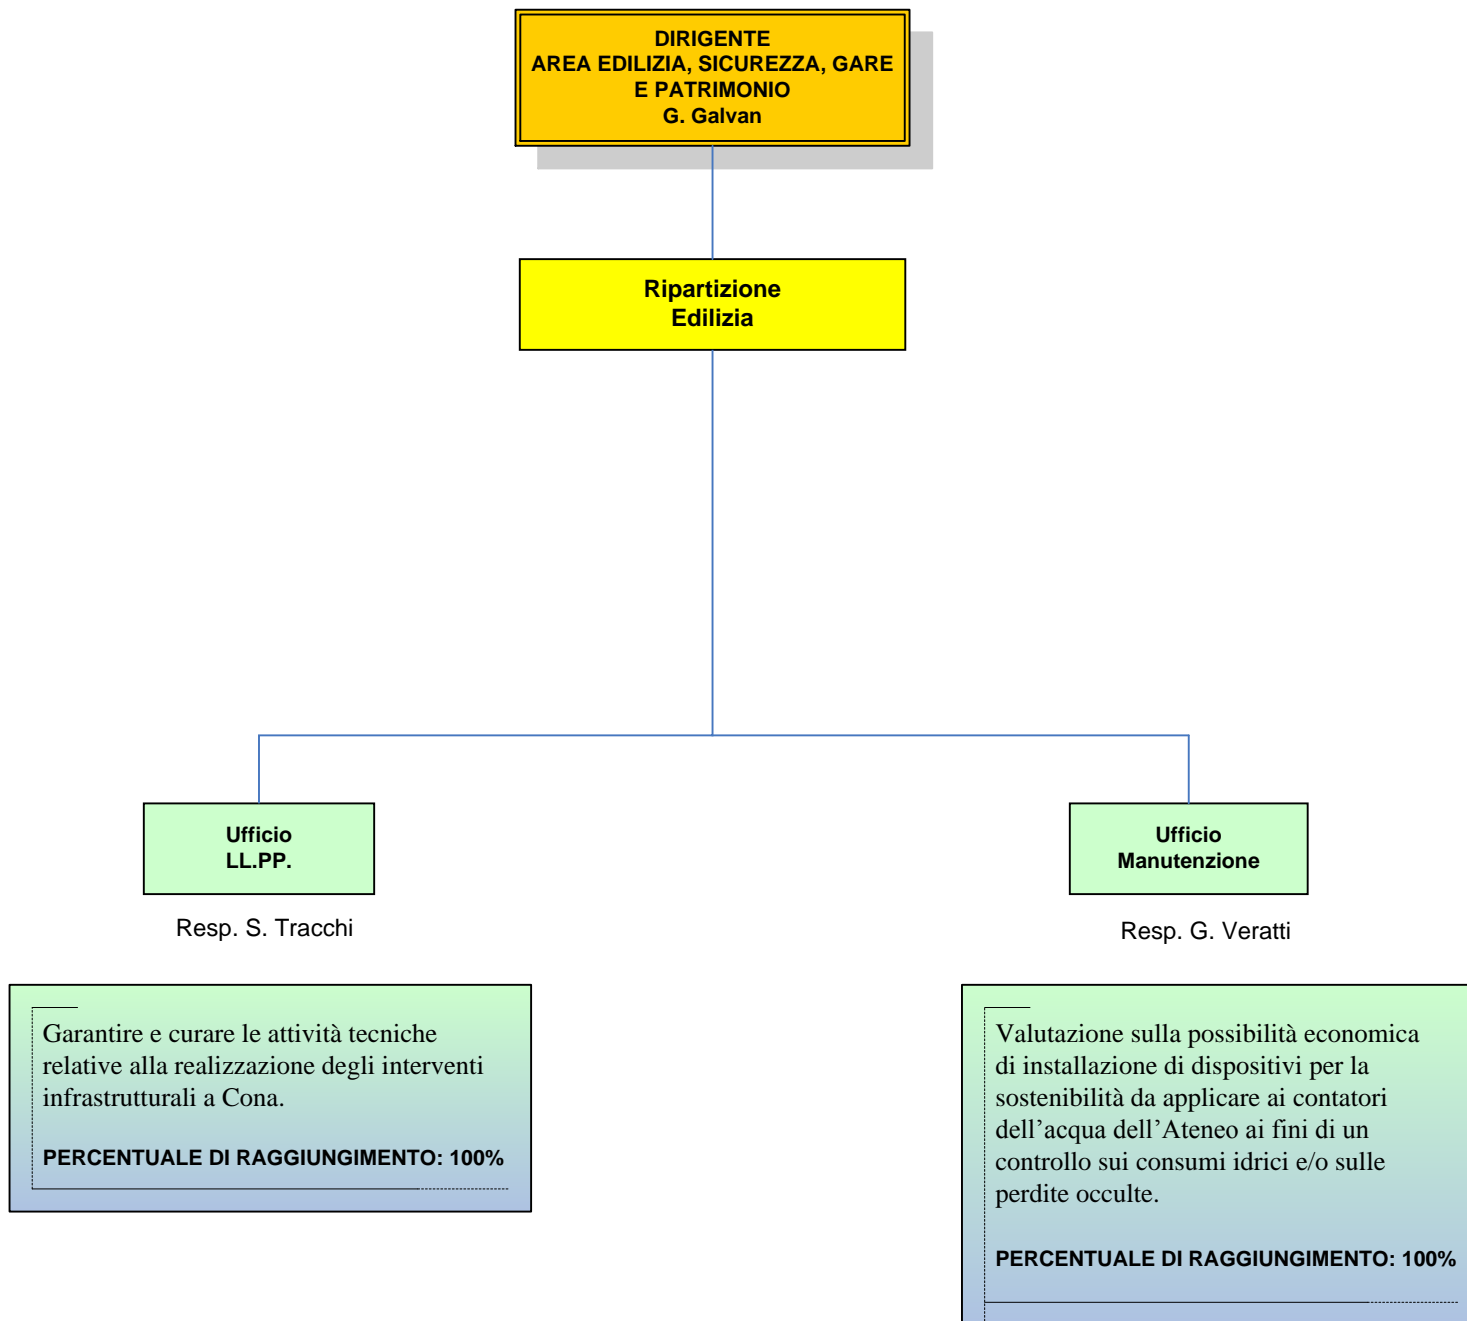 DIRIGENTE
AREA EDILIZIA, SICUREZZA, GARE
E PATRIMONIO
G. Galvan
Ripartizione
Edilizia
Ufficio
LL.PP.
Resp. S. Tracchi
Garantire e curare le attività tecniche
relative alla realizzazione degli interventi
infrastrutturali a Cona.
PERCENTUALE DI RAGGIUNGIMENTO: 100%
Ufficio
Manutenzione
Resp. G. Veratti
Valutazione sulla possibilità economica
di installazione di dispositivi per la
sostenibilità da applicare ai contatori
dell’acqua dell’Ateneo ai fini di un
controllo sui consumi idrici e/o sulle
perdite occulte.
PERCENTUALE DI RAGGIUNGIMENTO: 100%